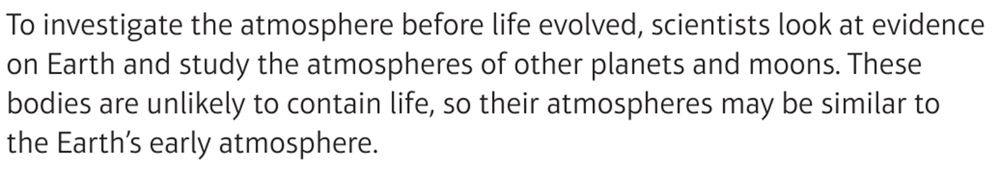 To investigate the atmosphere before life evolved, scientists look at evidence
on Earth and study the atmospheres of other planets and moons. These
bodies are unlikely to contain life, so their atmospheres may be similar to
the Earth’s early atmosphere.